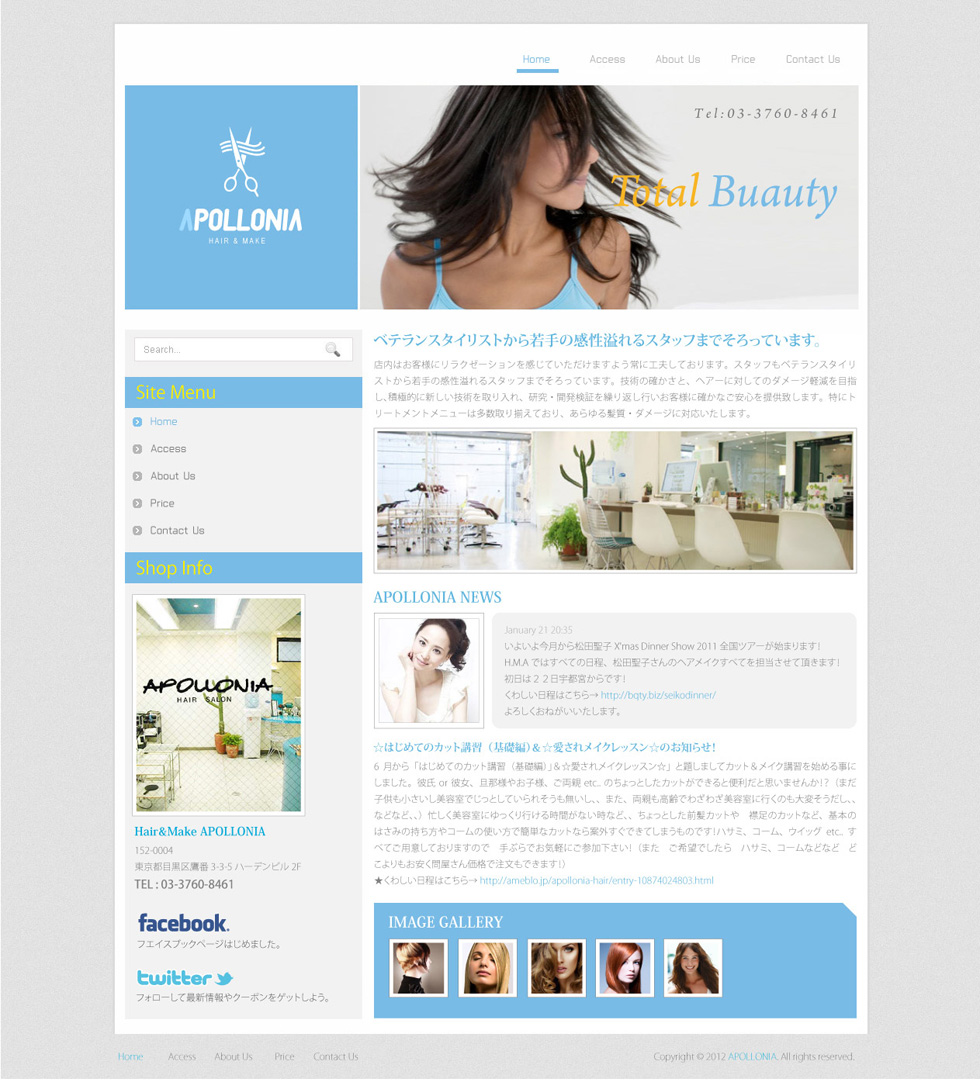 Home
Access
About Us
Price
Contact Us
Tel:03-3760-8461
Total Buauty
APOLLONIA
HAIR & MAKE
Search...
Site Menu
Home
Access
About Us
Price
Contact Us
Shop Info
APOLLONIA
HAIR SALON
Hair&Make APOLLONIA
152-0004
東京都目黒区鷹番 3-3-5 ハーデンビル 2F
TEL : 03-3760-8461
facebook.
フェイスブックページはじめました。
twitter
フォローして最新情報やクーポンをゲットしよう。
ベテランスタイリストから若手の感性溢れるスタッフまでそろっています。
店内はお客様にリラクゼーションを感じていただけますよう常に工夫しております。スタッフもベテランスタイリ
ストから若手の感性溢れるスタッフまでそろっています。技術の確かさと、ヘアーに対してのダメージ軽減を目指
し､積極的に新しい技術を取り入れ、研究・開発検証を繰り返し行いお客様に確かなご安心を提供致します。特にト
リートメントメニューは多数取り揃えており、あらゆる髪質・ダメージに対応いたします。
APOLLONIA NEWS
January 21 20:35
いよいよ今月から松田聖子 X'mas Dinner Show 2011 全国ツアーが始まります!
H.M.A ではすべての日程、松田聖子さんのヘアメイクすべてを担当させて頂きます!
初日は２２日宇都宮からです!
くわしい日程はこちら→ http://bqty.biz/seikodinner/
よろしくおねがいいたします。
☆はじめてのカット講習（基礎編）＆☆愛されメイクレッスン☆のお知らせ!
6 月から「はじめてのカット講習（基礎編）」＆☆愛されメイクレッスン☆」と題しましてカット＆メイク講習を始める事に
しました。彼氏 or 彼女、旦那様やお子様、ご両親 etc.. のちょっとしたカットができると便利だと思いませんか!?（まだ
子供も小さいし美容室でじっとしていられそうも無いし、、また、両親も高齢でわざわざ美容室に行くのも大変そうだし、、
などなど、、）忙しく美容室にゆっくり行ける時間がない時など、、ちょっとした前髪カットや　襟足のカットなど、基本の
はさみの持ち方やコームの使い方で簡単なカットなら案外すぐできてしまうものです!ハサミ、コーム、ウイッグ etc.. す
べてご用意しておりますので　手ぶらでお気軽にご参加下さい!（また　ご希望でしたら　ハサミ、コームなどなど　ど
こよりもお安く問屋さん価格で注文もできます!）
★くわしい日程はこちら→ http://ameblo.jp/apollonia-hair/entry-10874024803.html
IMAGE GALLERY
Home
Access
About Us
Price
Contact Us
Copyright © 2012 APOLLONIA. All rights reserved.